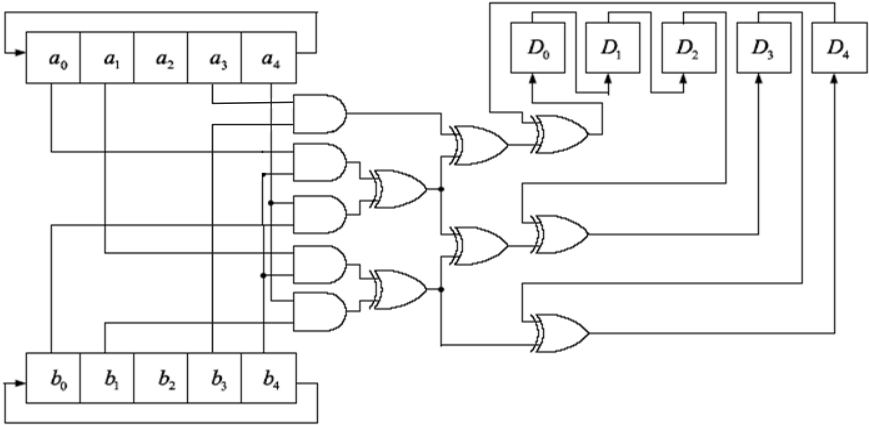 a₀ a₁ a₂ a₃ a₄
D₀ D₁ D₂ D₃ D₄
b₀ b₁ b₂ b₃ b₄